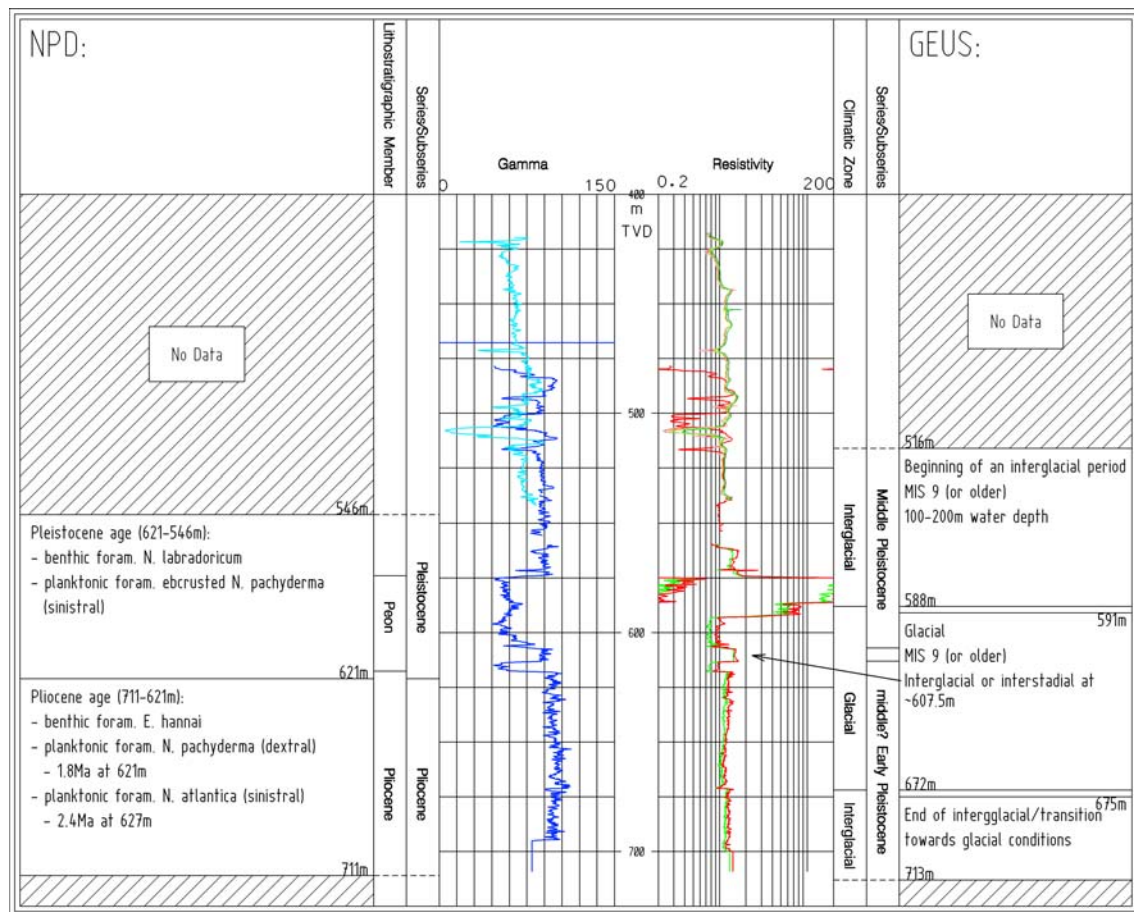 NPD:
Lithostratigraphic Member
Series/Subseries
Gamma
0
150
400
m
TVD
Resistivity
0.2
200
Climatic Zone
Series/Subseries
GEUS:
No Data
No Data
500
516m
546m
Pleistocene age (621-546m):
- benthic foram. N. labradoricum
- planktonic foram. ebcrusted N. pachyderma
(sinistral)
Peon
Pleistocene
621m
Pliocene age (711-621m):
- benthic foram. E. hannai
- planktonic foram. N. pachyderma (dextral)
- 1.8Ma at 621m
- planktonic foram. N. atlantica (sinistral)
- 2.4Ma at 627m
711m
Pliocene
Pliocene
600
700
Interglacial
Glacial
Interglacial
Middle Pleistocene
middle? Early Pleistocene
Beginning of an interglacial period
MIS 9 (or older)
100-200m water depth
588m
591m
Glacial
MIS 9 (or older)
Interglacial or interstadial at
~607.5m
672m
675m
End of intergglacial/transition
towards glacial conditions
713m